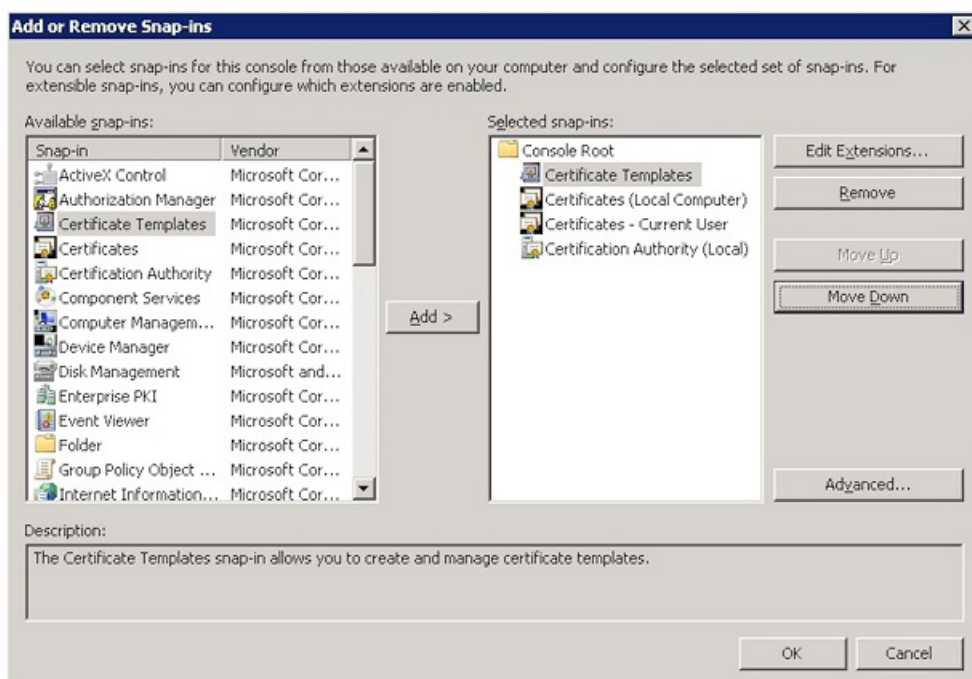 Add or Remove Snap-ins
You can select snap-ins for this console from those available on your computer and configure the selected set of snap-ins. For
extensible snap-ins, you can configure which extensions are enabled.
Available snap-ins:
Snap-in Vendor
ActiveX Control Microsoft Cor...
Authorization Manager Microsoft Cor...
Certificate Templates Microsoft Cor...
Certificates Microsoft Cor...
Certification Authority Microsoft Cor...
Component Services Microsoft Cor...
Computer Managem... Microsoft Cor...
Device Manager Microsoft Cor...
Disk Management Microsoft and...
Enterprise PKI Microsoft Cor...
Event Viewer Microsoft Cor...
Folder Microsoft Cor...
Group Policy Object ... Microsoft Cor...
Internet Information... Microsoft Cor...
Add >
Selected snap-ins:
Console Root
Certificate Templates
Certificates (Local Computer)
Certificates - Current User
Certification Authority (Local)
Edit Extensions...
Remove
Move Up
Move Down
Advanced...
Description:
The Certificate Templates snap-in allows you to create and manage certificate templates.
OK
Cancel